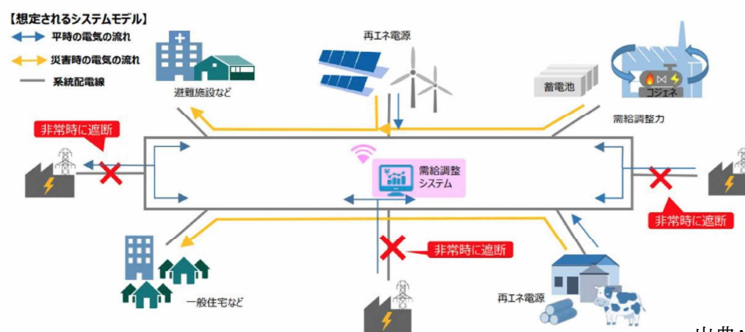 【想定されるシステムモデル】
平時の電気の流れ
災害時の電気の流れ
系統配電線
避難施設など
再エネ電源
蓄電池
コジェネ
需給調整力
非常時に遮断
需給調整
システム
非常時に遮断
非常時に遮断
一般住宅など
再エネ電源